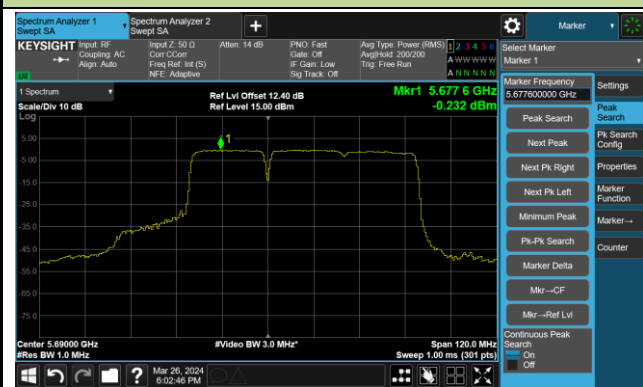 Spectrum Analyzer 1
Swept SA
Spectrum Analyzer 2
Swept SA
+
Marker
KEYSIGHT
Input: RF
Coupling: AC
Align: Auto
Input Z: 50 Ω
Corr CCorr
Freq Ref: Int (S)
NFE: Adaptive
Atten: 14 dB
PNO: Fast
Gate: Off
IF Gain: Low
Sig Track: Off
Avg Type: Power (RMS)
Avg|Hold: 200/200
Trig: Free Run
1 2 3 4 5 6
A W W W W W
A N N N N N
LVI
Select Marker
Marker 1
1 Spectrum
Scale/Div 10 dB
Log
Ref Lvl Offset 12.40 dB
Ref Level 15.00 dBm
Mkr1 5.677 6 GHz
-0.232 dBm
1
5.00
-5.00
-15.0
-25.0
-35.0
-45.0
-55.0
-65.0
-75.0
Center 5.69000 GHz
#Res BW 1.0 MHz
#Video BW 3.0 MHz*
Span 120.0 MHz
Sweep 1.00 ms (301 pts)
Marker Frequency
5.677600000 GHz
Peak Search
Next Peak
Next Pk Right
Next Pk Left
Minimum Peak
Pk-Pk Search
Marker Delta
Mkr→CF
Mkr→Ref Lvl
Continuous Peak
Search
On
Off
Settings
Peak
Search
Pk Search
Config
Properties
Marker
Function
Marker→
Counter
?
Mar 26, 2024
6:02:46 PM